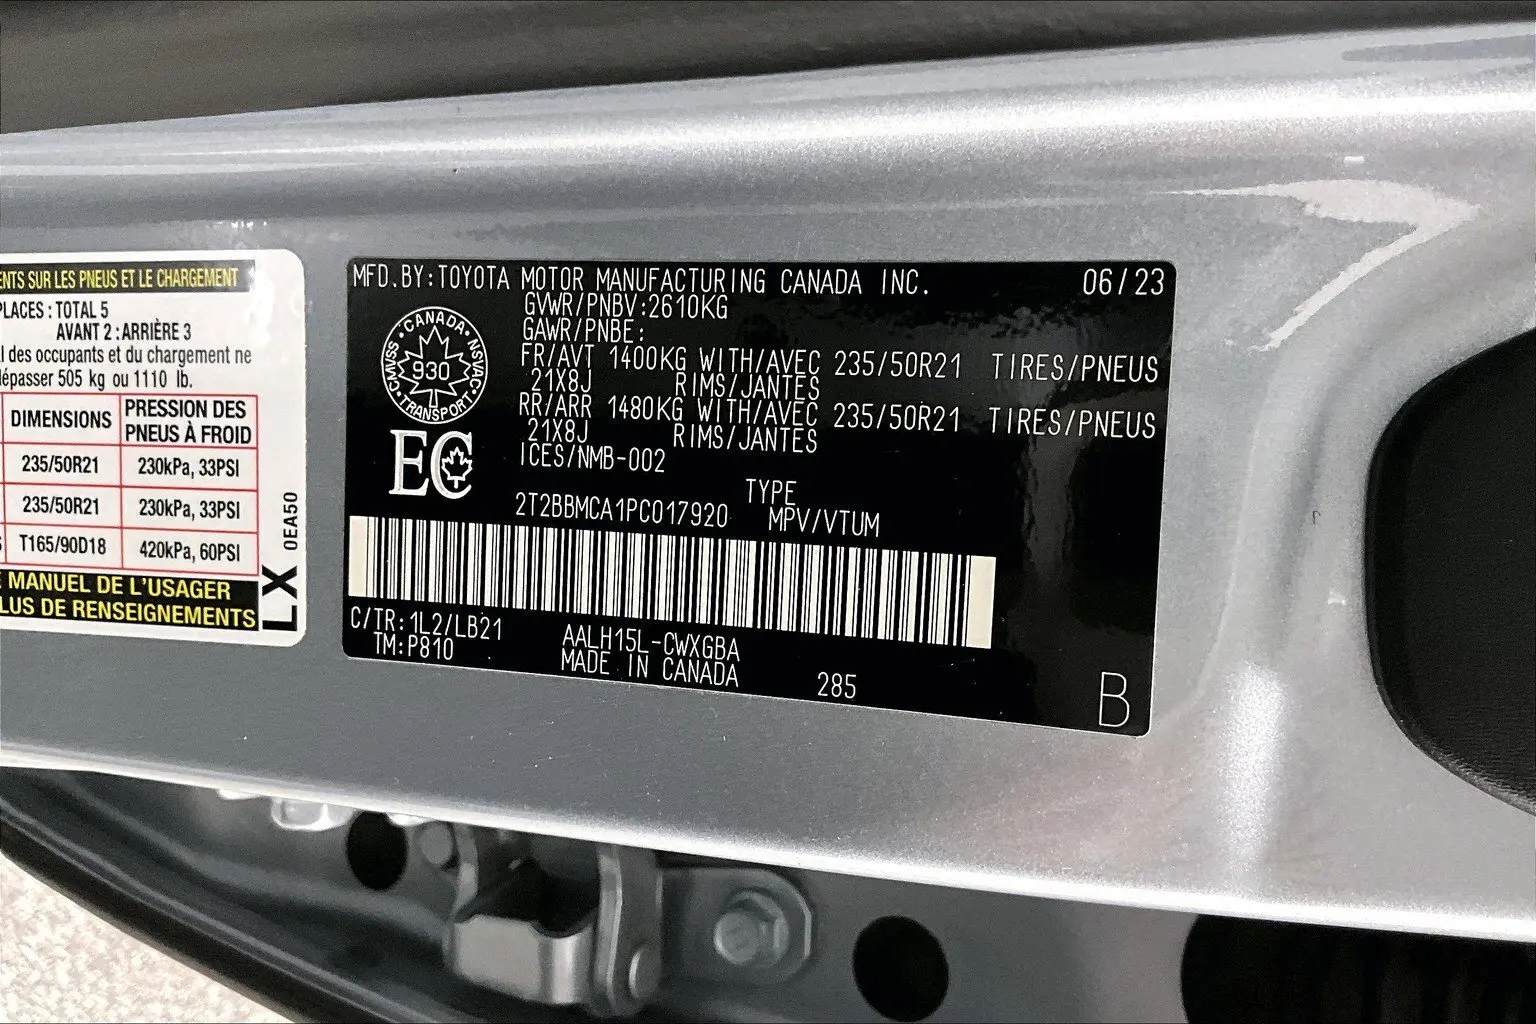 ENTS SUR LES PNEUS ET LE CHARGEMENT
PLACES : TOTAL 5
AVANT 2 : ARRIÈRE 3
l des occupants et du chargement ne
dépasser 505 kg ou 1110 lb.
DIMENSIONS PRESSION DES PNEUS À FROID
235/50R21 230kPa, 33PSI
235/50R21 230kPa, 33PSI
S T165/90D18 420kPa, 60PSI
E MANUEL DE L'USAGER
LUS DE RENSEIGNEMENTS
LX 0EA50
MFD.BY:TOYOTA MOTOR MANUFACTURING CANADA INC. 06/23
GVWR/PNBV:2610KG
GAWR/PNBE:
FR/AVT 1400KG WITH/AVEC 235/50R21 TIRES/PNEUS
21X8J RIMS/JANTES
RR/ARR 1480KG WITH/AVEC 235/50R21 TIRES/PNEUS
21X8J RIMS/JANTES
ICES/NMB-002
CANADA
CMVSS 930 NSVAC
TRANSPORT
EC
TYPE
2T2BBMCA1PC017920 MPV/VTUM
C/TR:1L2/LB21 AALH15L-CWXGBA
TM:P810 MADE IN CANADA 285
B